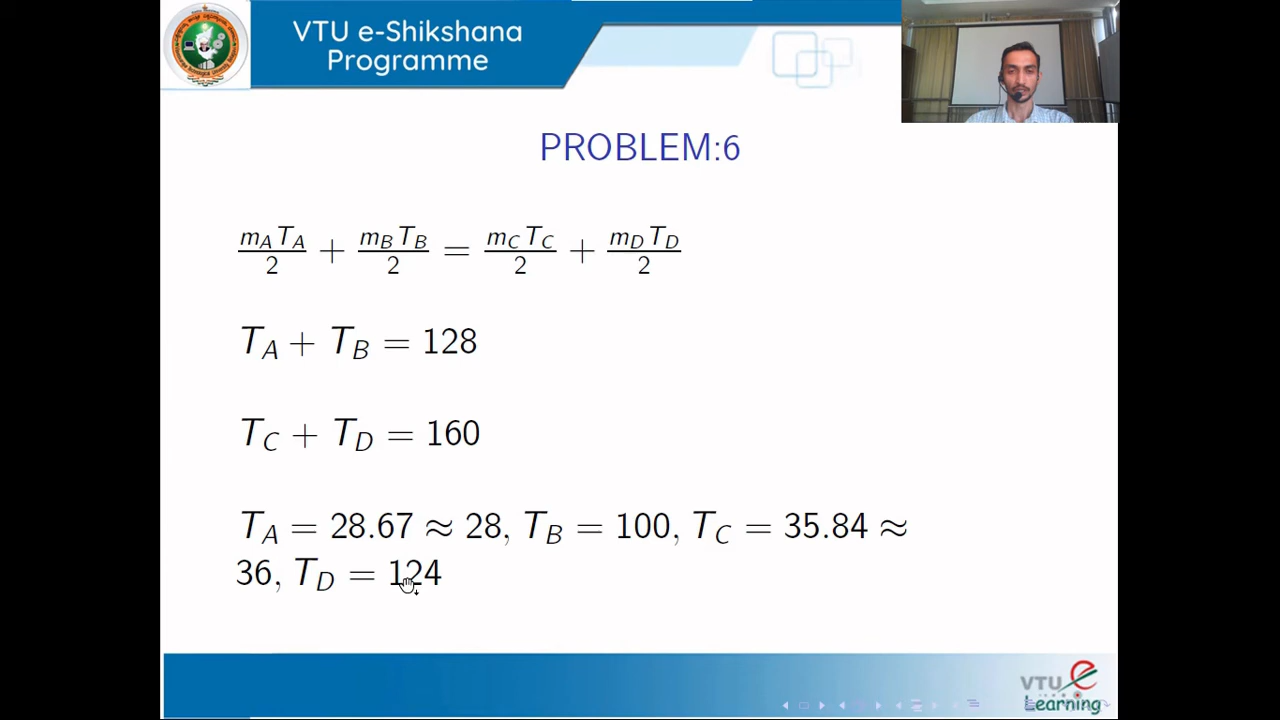 VTU e-Shikshana
Programme
PROBLEM:6
m_A T_A / 2 + m_B T_B / 2 = m_C T_C / 2 + m_D T_D / 2
T_A + T_B = 128
T_C + T_D = 160
T_A = 28.67 ≈ 28, T_B = 100, T_C = 35.84 ≈
36, T_D = 124
VTU e
Learning